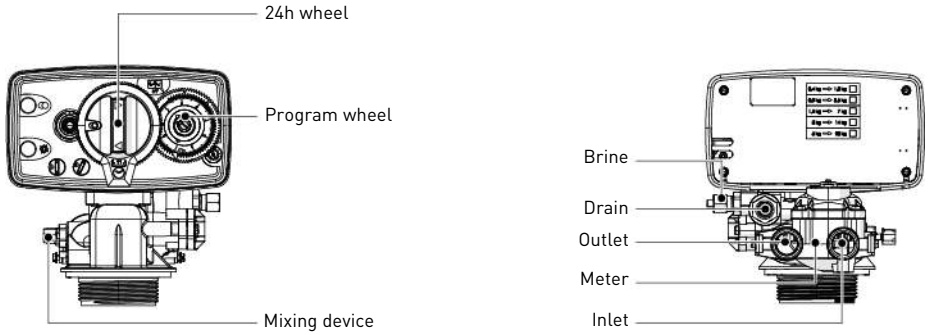 24h wheel
Program wheel
Mixing device
Brine
Drain
Outlet
Meter
Inlet